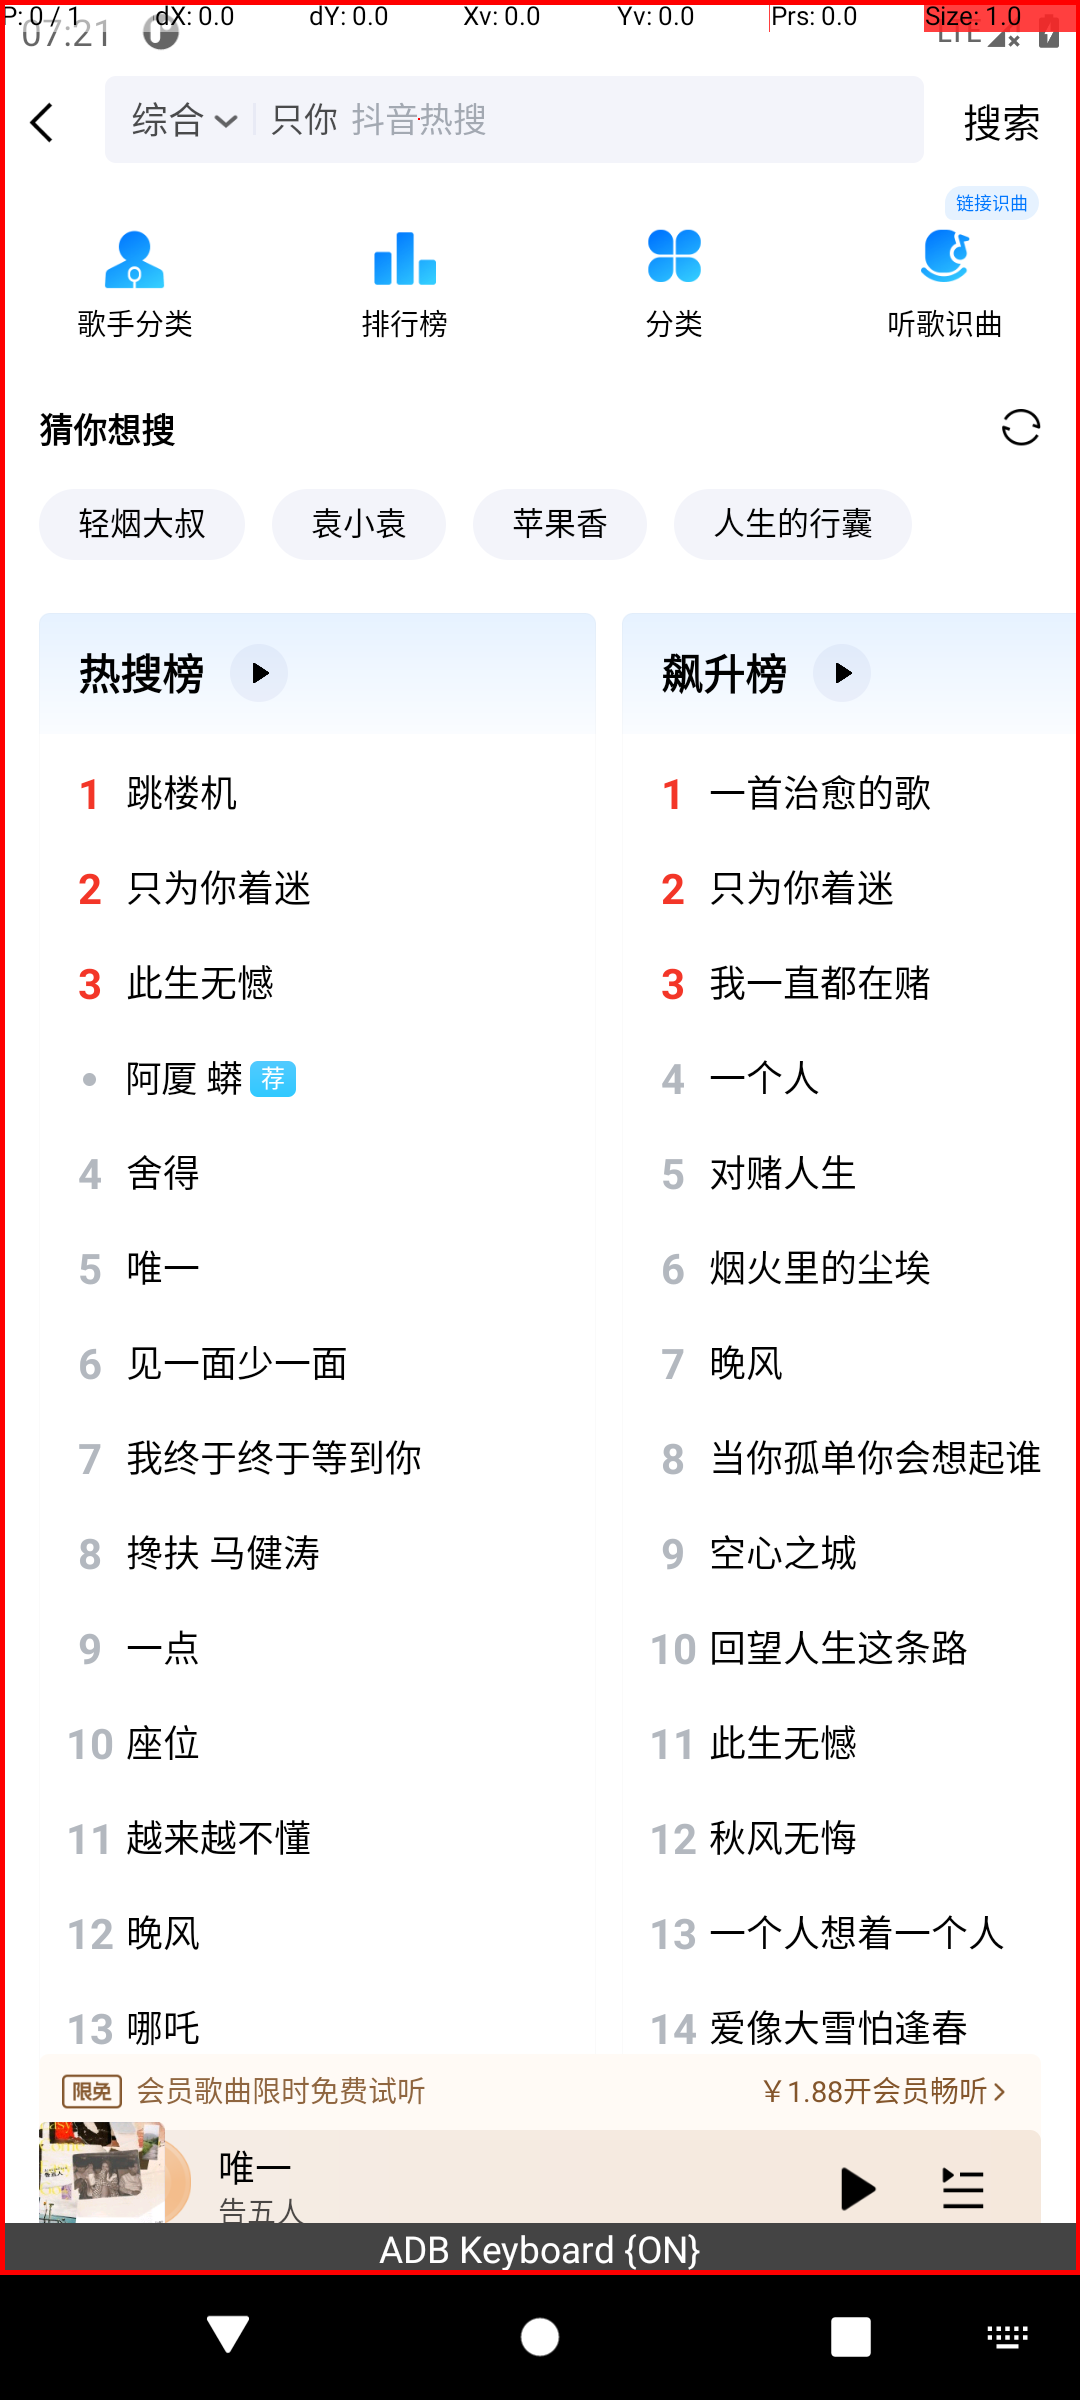 P: 0 / 1 dX: 0.0 dY: 0.0 Xv: 0.0 Yv: 0.0 Prs: 0.0 Size: 1.0
07:21 LTE
综合 只你 抖音热搜 搜索
链接识曲
歌手分类 排行榜 分类 听歌识曲
猜你想搜
轻烟大叔 袁小袁 苹果香 人生的行囊
热搜榜
1 跳楼机
2 只为你着迷
3 此生无憾
阿厦 蟒 荐
4 舍得
5 唯一
6 见一面少一面
7 我终于终于等到你
8 搀扶 马健涛
9 一点
10 座位
11 越来越不懂
12 晚风
13 哪吒
飙升榜
1 一首治愈的歌
2 只为你着迷
3 我一直都在赌
4 一个人
5 对赌人生
6 烟火里的尘埃
7 晚风
8 当你孤单你会想起谁
9 空心之城
10 回望人生这条路
11 此生无憾
12 秋风无悔
13 一个人想着一个人
14 爱像大雪怕逢春
限免 会员歌曲限时免费试听 ￥1.88开会员畅听
唯一
告五人
ADB Keyboard {ON}